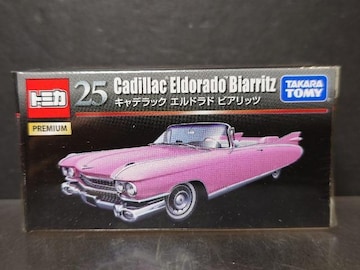 トミカ
PREMIUM
25
Cadillac Eldorado Biarritz
キャデラック エルドラド ビアリッツ
TAKARA
TOMY